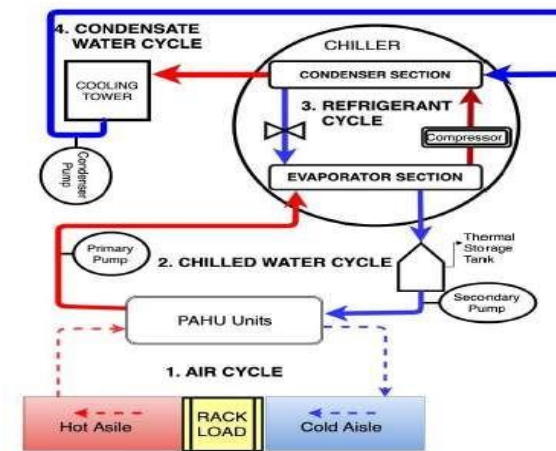 4. CONDENSATE
WATER CYCLE
CHILLER
COOLING
TOWER
CONDENSER SECTION
3. REFRIGERANT
CYCLE
Compressor
Condenser
Pump
EVAPORATOR SECTION
Primary
Pump
2. CHILLED WATER CYCLE
Thermal
Storage
Tank
Secondary
Pump
PAHU Units
1. AIR CYCLE
Hot Asile
RACK
LOAD
Cold Aisle